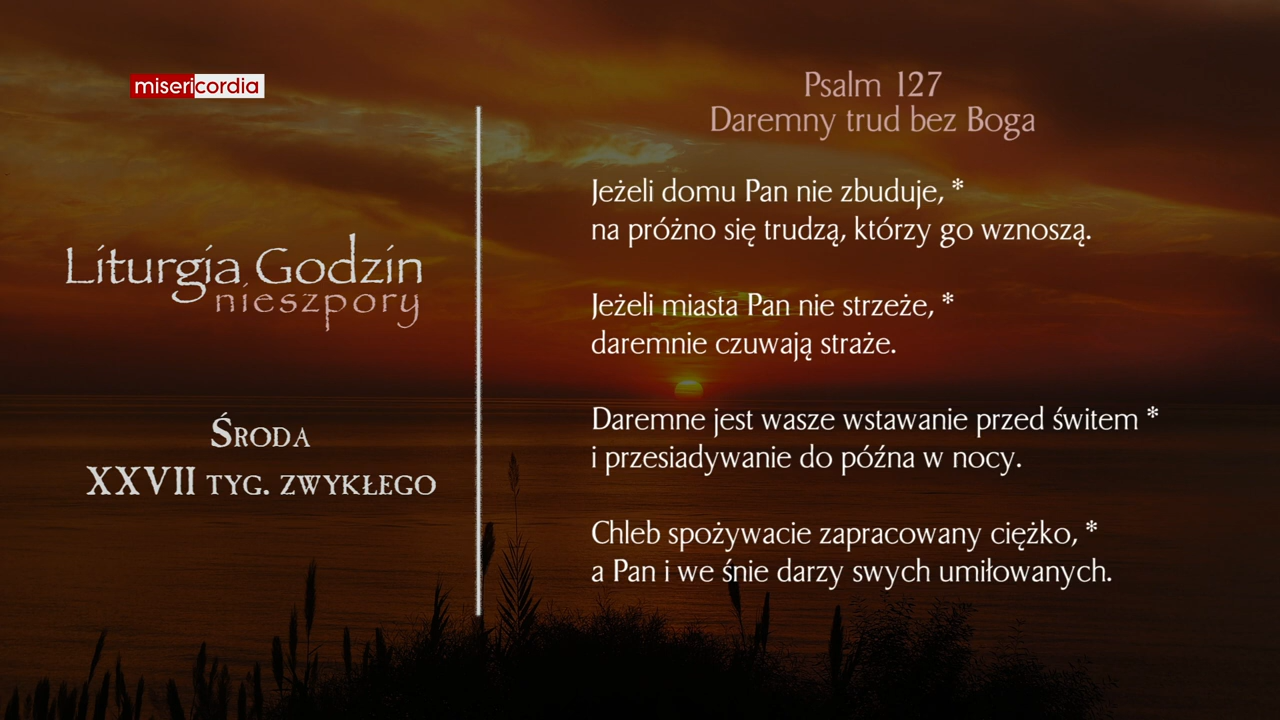 misericordia
Liturgia Godzin
nieszpory
Środa
XXVII tyg. zwykłego
Psalm 127
Daremny trud bez Boga
Jeżeli domu Pan nie zbuduje, *
na próżno się trudzą, którzy go wznoszą.
Jeżeli miasta Pan nie strzeże, *
daremnie czuwają straże.
Daremne jest wasze wstawanie przed świtem *
i przesiadywanie do późna w nocy.
Chleb spożywacie zapracowany ciężko, *
a Pan i we śnie darzy swych umiłowanych.